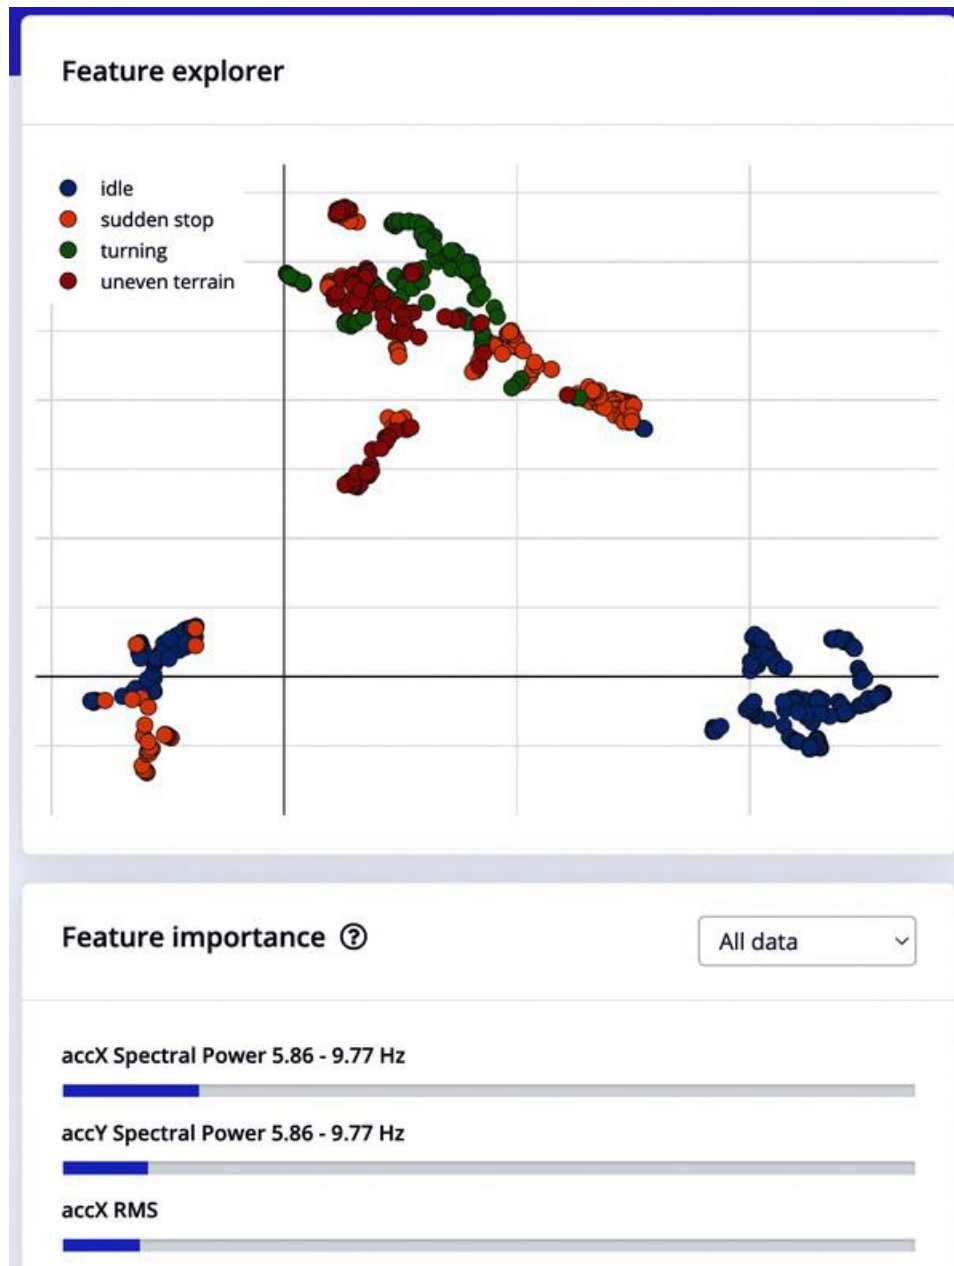 Feature explorer
idle
sudden stop
turning
uneven terrain
Feature importance ?
All data
accX Spectral Power 5.86 - 9.77 Hz
accY Spectral Power 5.86 - 9.77 Hz
accX RMS